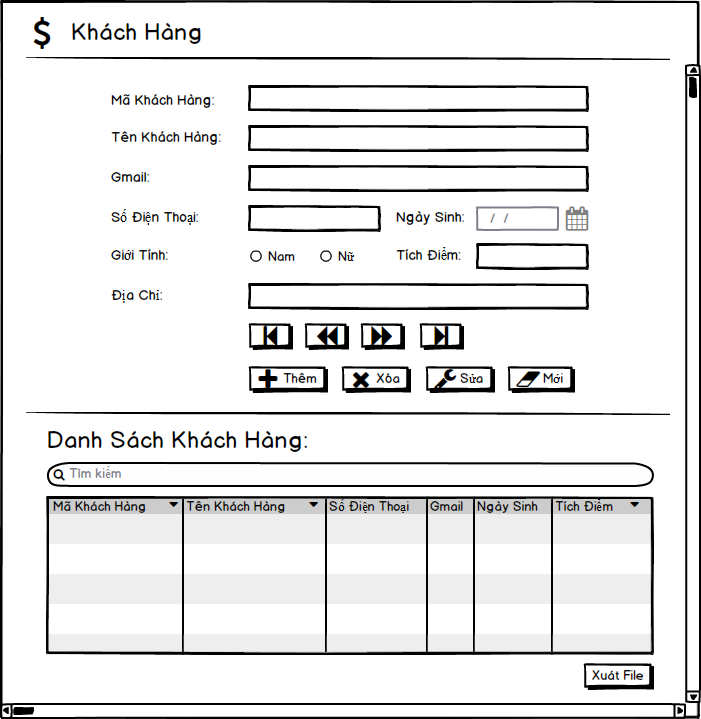 $ Khách Hàng
Mã Khách Hàng:
Tên Khách Hàng:
Gmail:
Số Điện Thoại:
Ngày Sinh: / /
Giới Tính: Nam Nữ
Tích Điểm:
Địa Chỉ:
Thêm Xóa Sửa Mới
Danh Sách Khách Hàng:
Tìm kiếm
Mã Khách Hàng Tên Khách Hàng Số Điện Thoại Gmail Ngày Sinh Tích Điểm
Xuất File